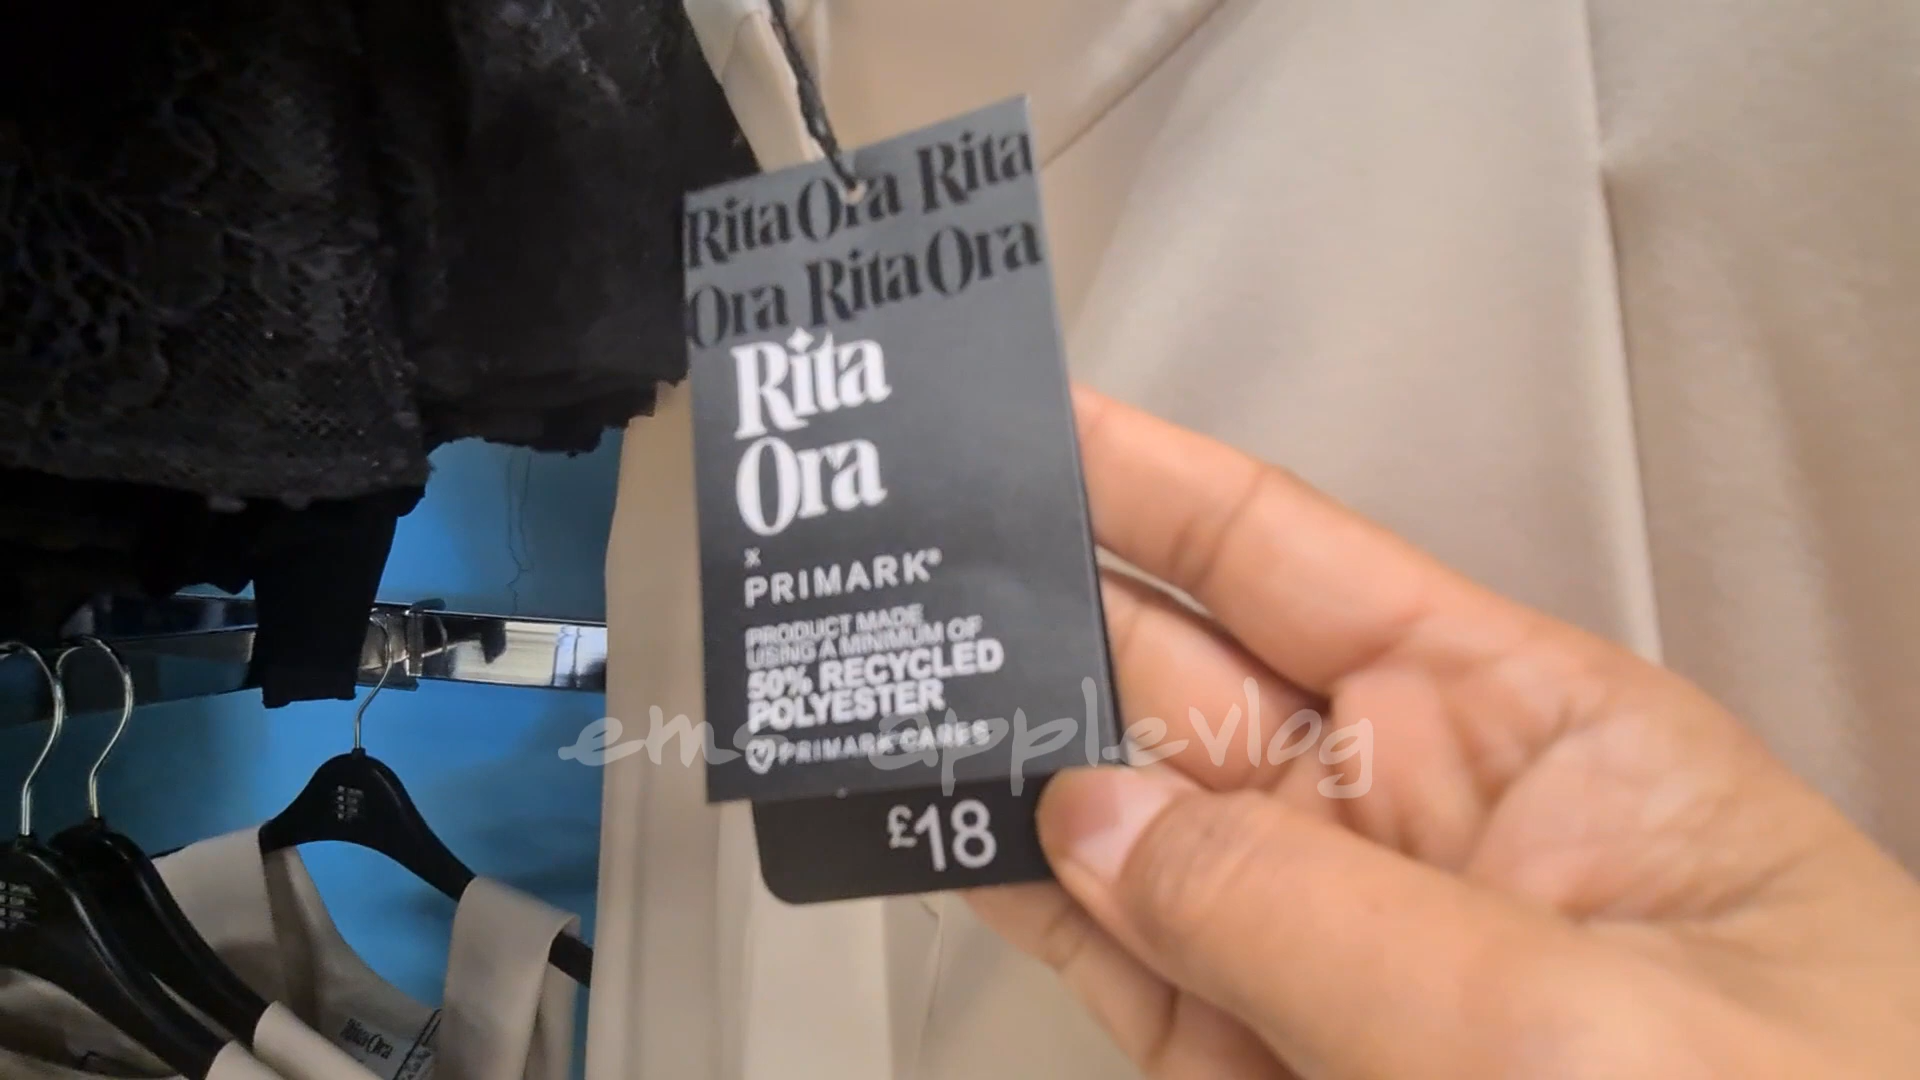 Rita Ora Rita
Ora Rita Ora
Rita
Ora
x
PRIMARK®
PRODUCT MADE
USING A MINIMUM OF
50% RECYCLED
POLYESTER
PRIMARK CARES
£18
ems applevlog
Rita Ora